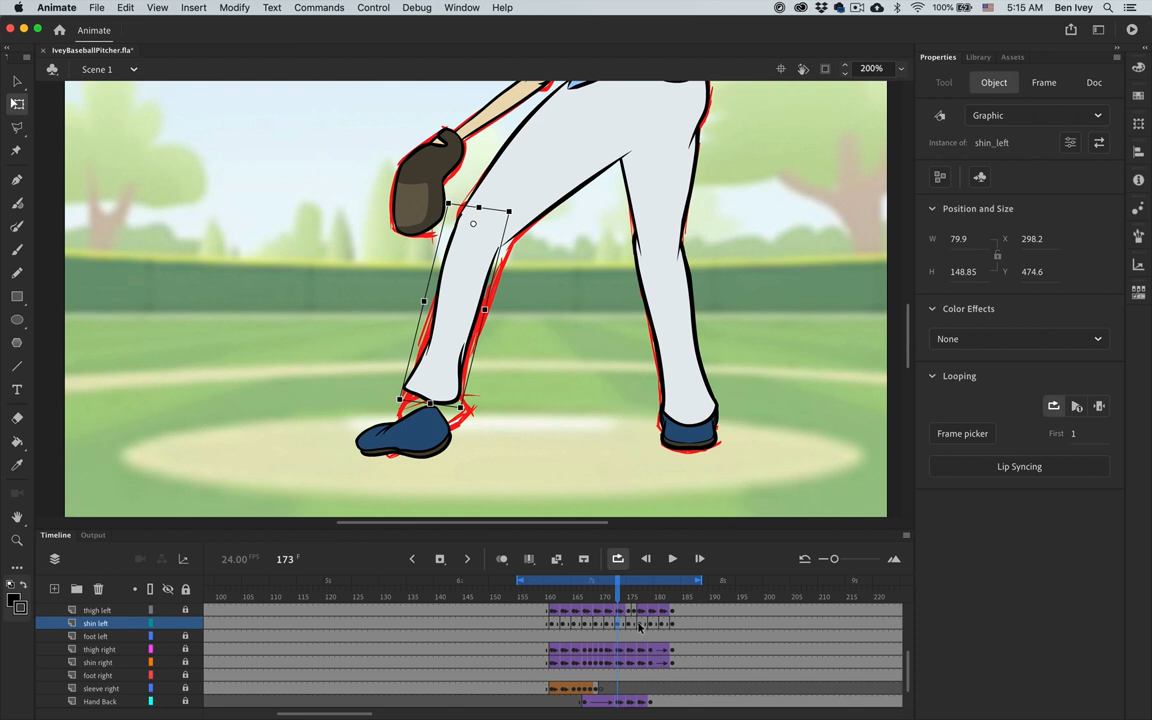 Animate File Edit View Insert Modify Text Commands Control Debug Window Help 100% 5:15 AM Ben Ivey
Animate
IveyBaseballPitcher.fla*
Scene 1 200%
Properties Library Assets
Tool Object Frame Doc
Graphic
Instance of: shin_left
Position and Size
W 79.9 X 298.2
H 148.85 Y 474.6
Color Effects
None
Looping
Frame picker First 1
Lip Syncing
Timeline Output
24.00 FPS 173 F
5s 6s 7s 8s 9s
100 105 110 115 120 125 130 135 140 145 150 155 160 165 170 175 180 185 190 195 200 205 210 215 220
thigh left
shin left
foot left
thigh right
shin right
foot right
sleeve right
Hand Back